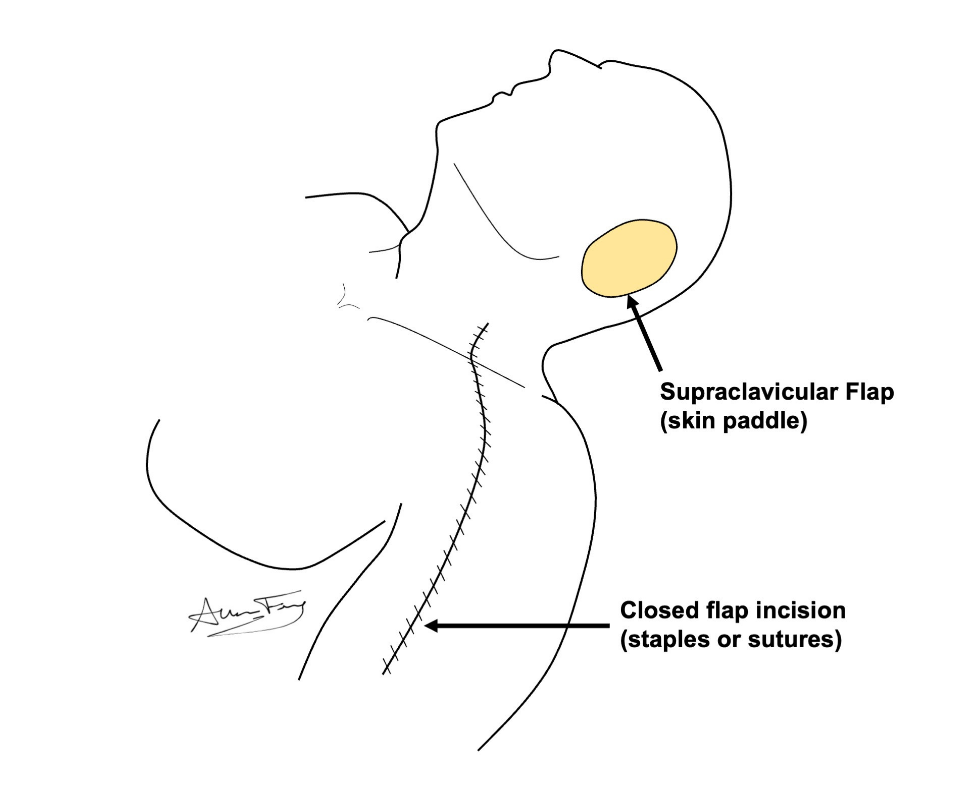 Supraclavicular Flap
(skin paddle)
Closed flap incision
(staples or sutures)